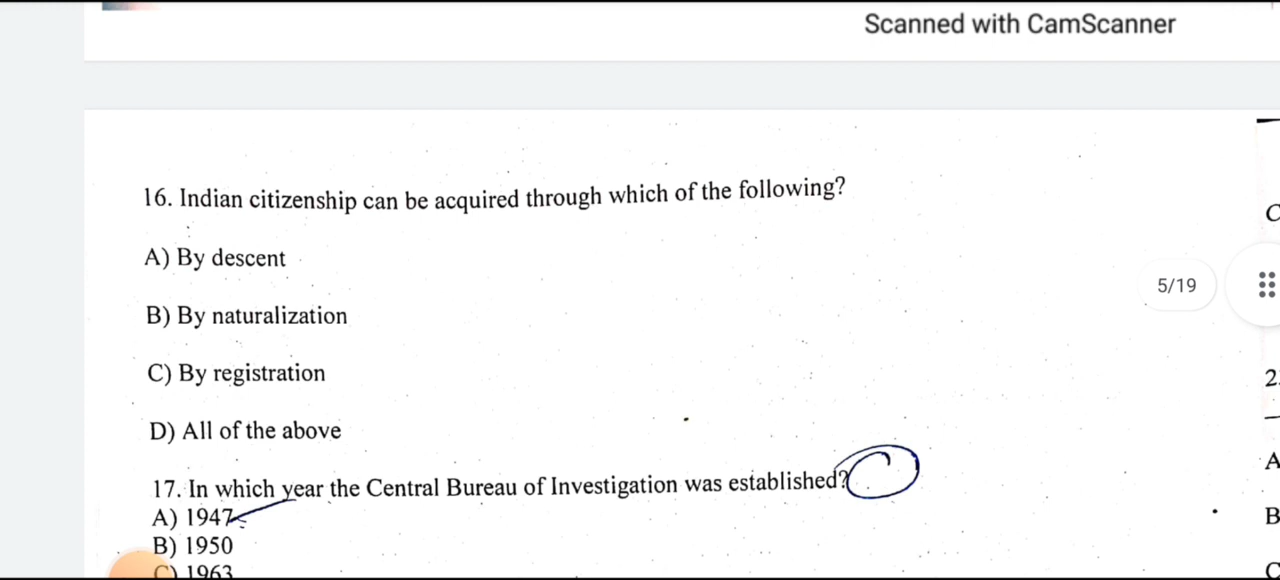 Scanned with CamScanner
16. Indian citizenship can be acquired through which of the following?
A) By descent
B) By naturalization
C) By registration
D) All of the above
17. In which year the Central Bureau of Investigation was established?
A) 1947
B) 1950
C) 1963
5/19
C
2
A
B
C